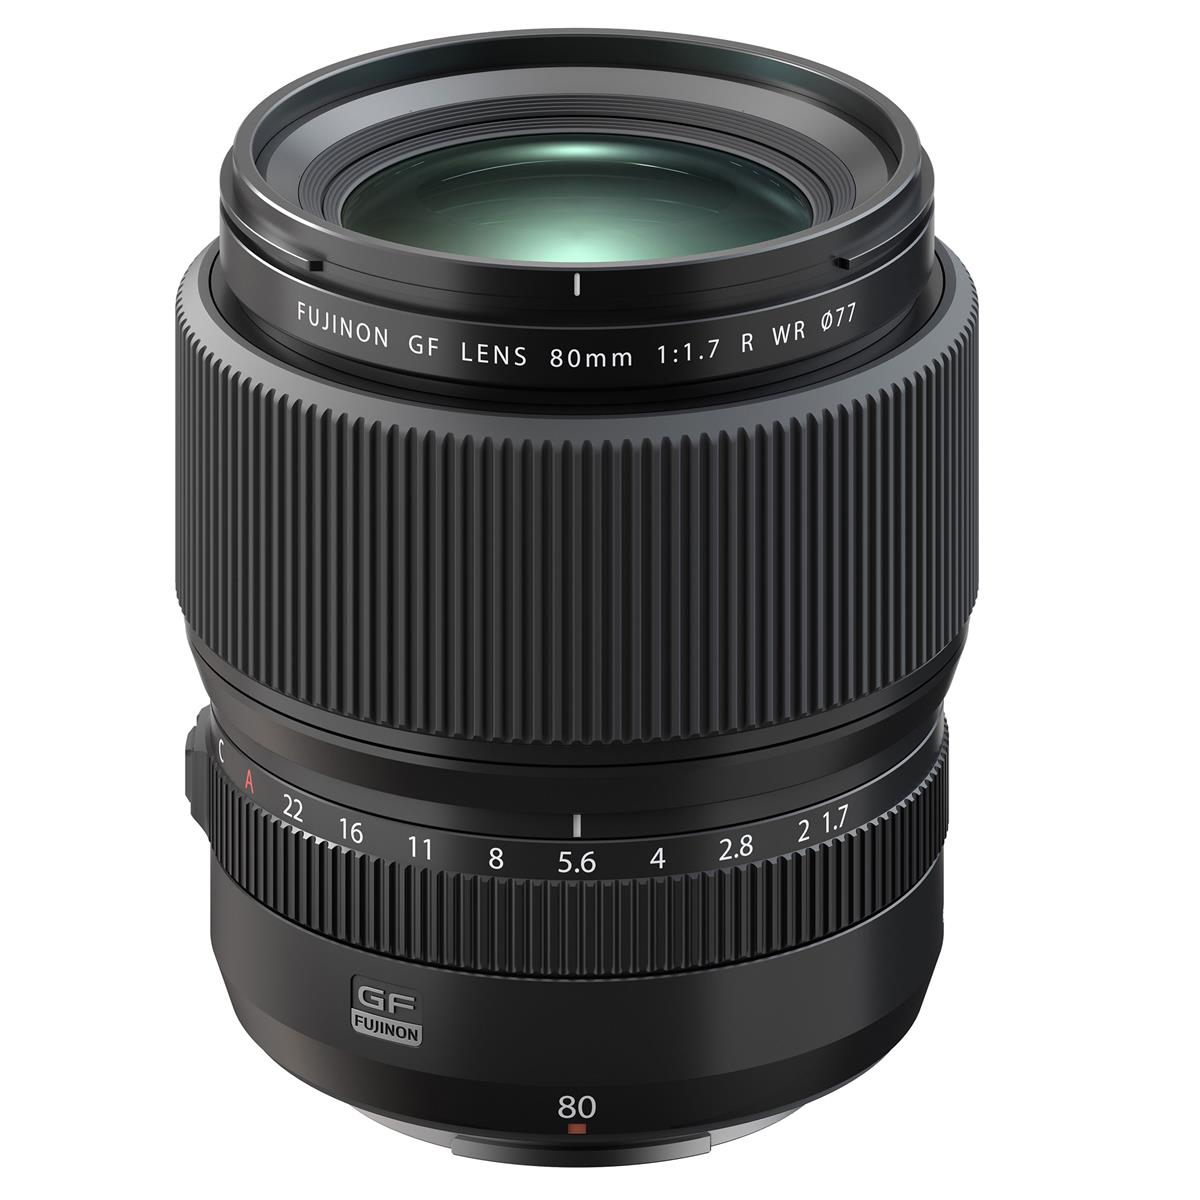 FUJINON GF LENS 80mm 1:1.7 R WR Ø77
C A 22 16 11 8 5.6 4 2.8 2 1.7
GF
FUJINON
80